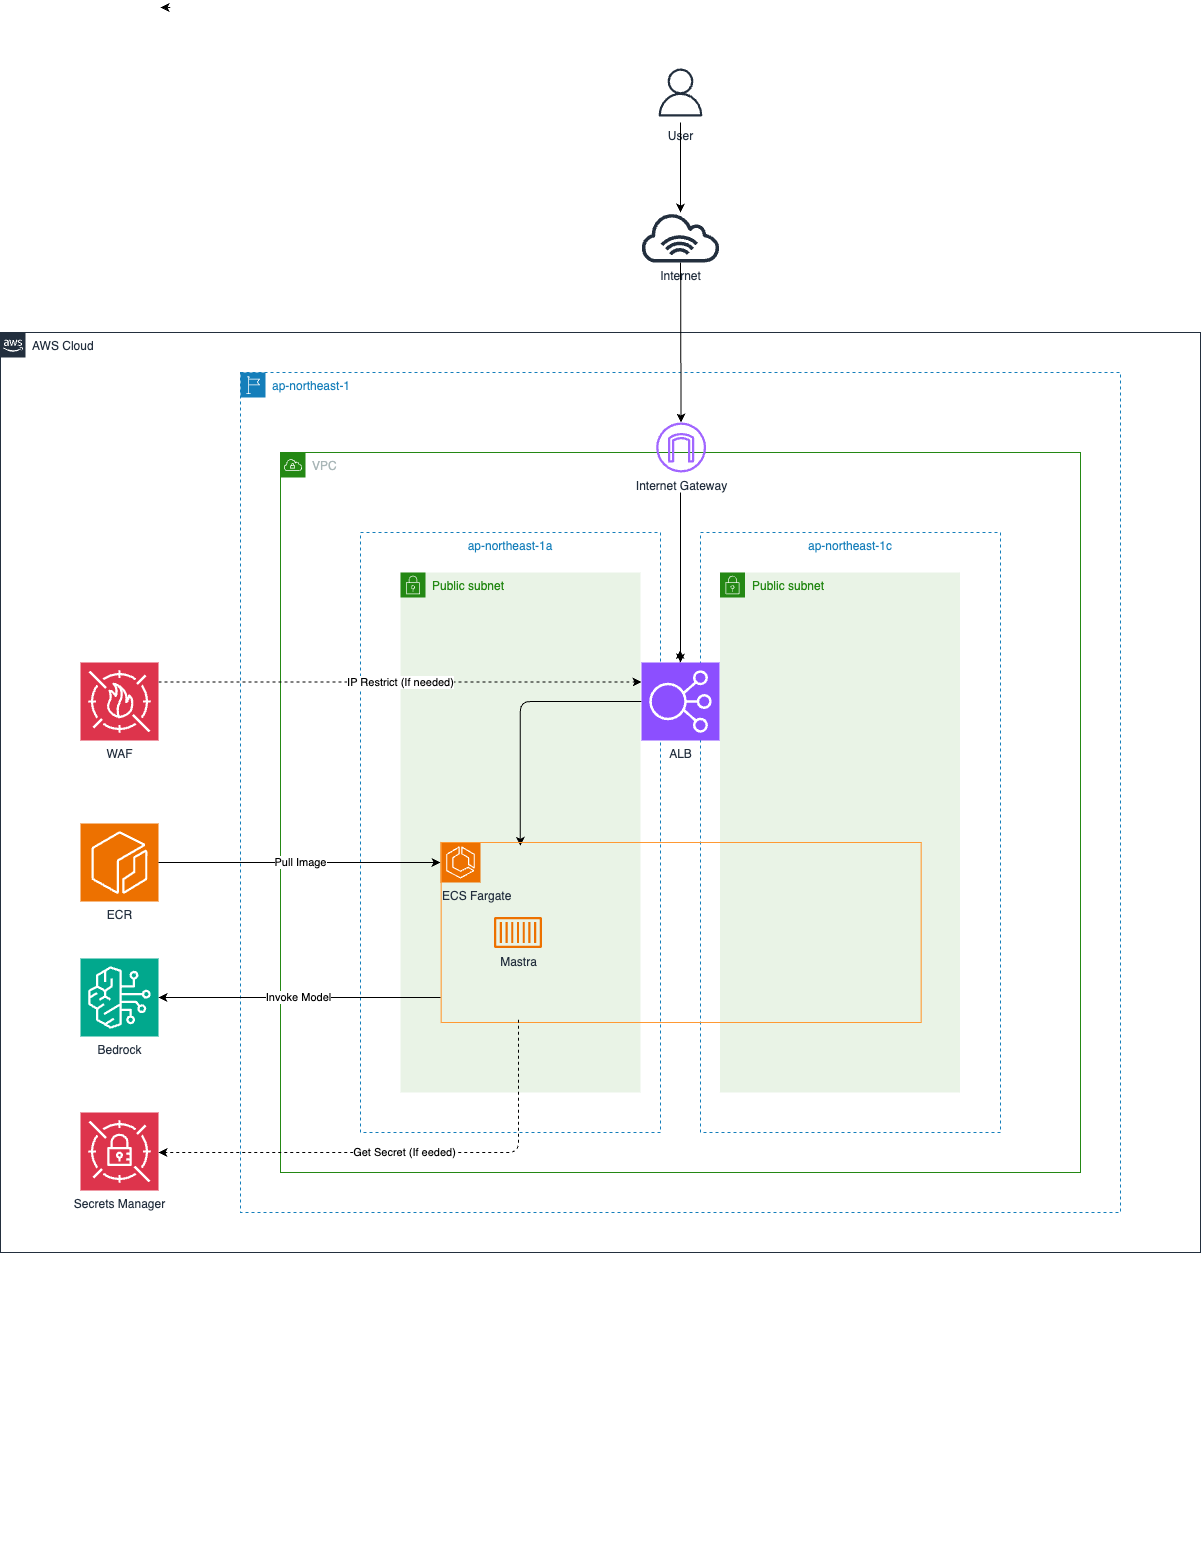 User
Internet
aws
AWS Cloud
ap-northeast-1
VPC
Internet Gateway
ap-northeast-1a
ap-northeast-1c
Public subnet
Public subnet
IP Restrict (If needed)
WAF
ALB
Pull Image
ECS Fargate
ECR
Mastra
Invoke Model
Bedrock
Get Secret (If eeded)
Secrets Manager